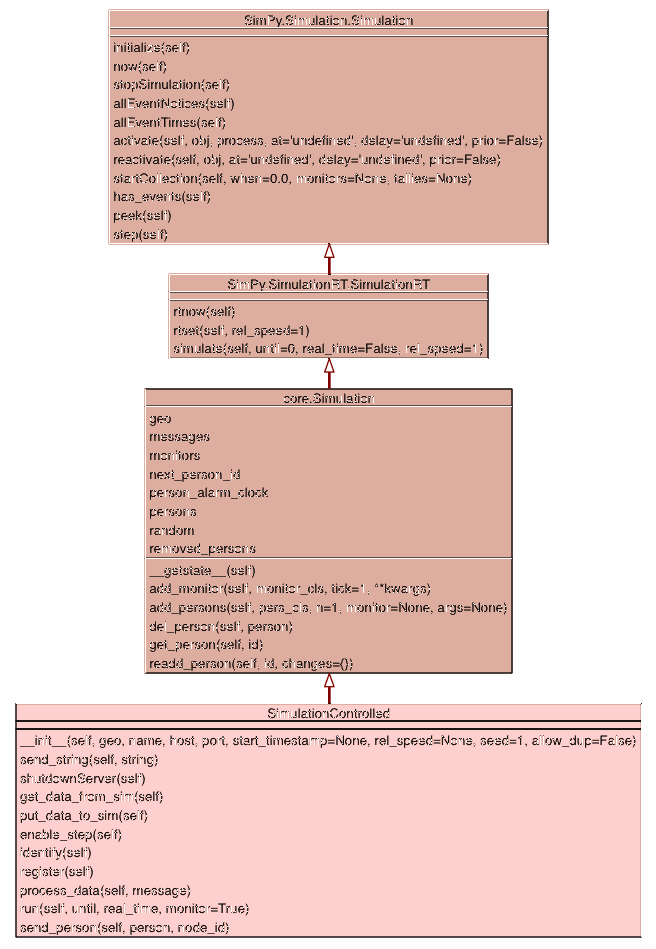 SimPy.Simulation.Simulation
initialize(self)
now(self)
stopSimulation(self)
allEventNotices(self)
allEventTimes(self)
activate(self, obj, process, at='undefined', delay='undefined', prior=False)
reactivate(self, obj, at='undefined', delay='undefined', prior=False)
startCollection(self, when=0.0, monitors=None, tallies=None)
has_events(self)
peek(self)
step(self)
SimPy.SimulationRT.SimulationRT
rtnow(self)
rtset(self, rel_speed=1)
simulate(self, until=0, real_time=False, rel_speed=1)
core.Simulation
geo
messages
monitors
next_person_id
person_alarm_clock
persons
random
removed_persons
__getstate__(self)
add_monitor(self, monitor_cls, tick=1, **kwargs)
add_persons(self, pers_cls, n=1, monitor=None, args=None)
del_person(self, person)
get_person(self, id)
readd_person(self, id, changes={})
SimulationControlled
__init__(self, geo, name, host, port, start_timestamp=None, rel_speed=None, seed=1, allow_dup=False)
send_string(self, string)
shutdownServer(self)
get_data_from_sim(self)
put_data_to_sim(self)
enable_step(self)
identify(self)
register(self)
process_data(self, message)
run(self, until, real_time, monitor=True)
send_person(self, person, node_id)